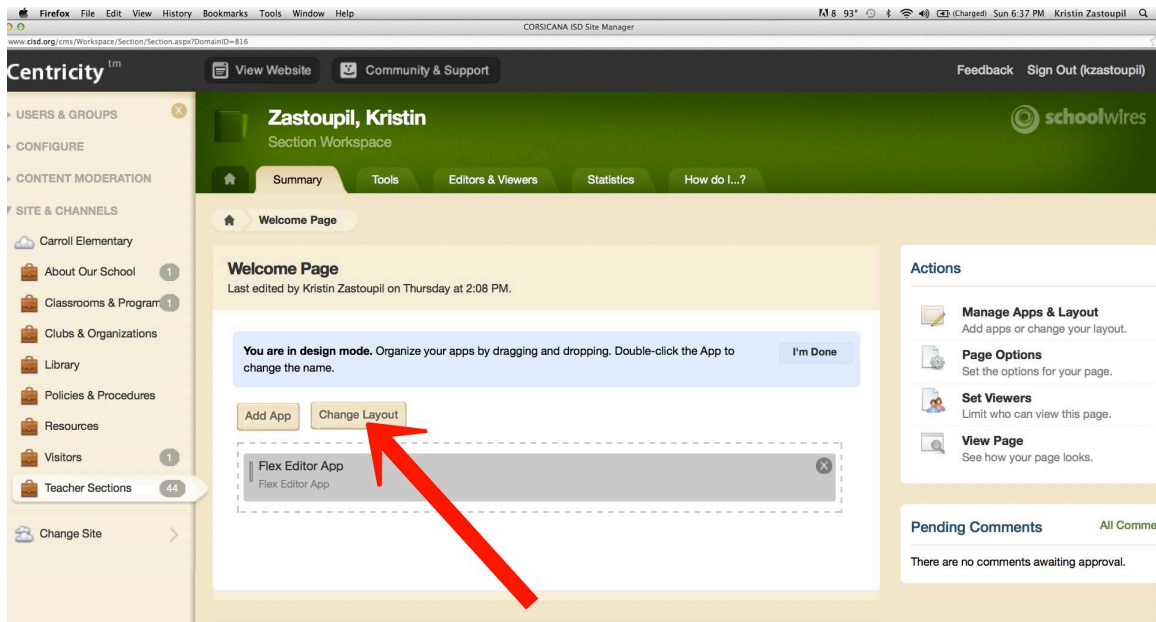 Firefox File Edit View History Bookmarks Tools Window Help 8 93° (Charged) Sun 6:37 PM Kristin Zastoupil
CORSICANA ISD Site Manager
www.cisd.org/cms/Workspace/Section/Section.aspx?DomainID=816
Centricity tm
View Website
Community & Support
Feedback Sign Out (kzastoupil)
USERS & GROUPS
CONFIGURE
CONTENT MODERATION
SITE & CHANNELS
Carroll Elementary
About Our School 1
Classrooms & Program 1
Clubs & Organizations
Library
Policies & Procedures
Resources
Visitors 1
Teacher Sections 44
Change Site
Zastoupil, Kristin
Section Workspace
schoolwires
Summary Tools Editors & Viewers Statistics How do I...?
Welcome Page
Welcome Page
Last edited by Kristin Zastoupil on Thursday at 2:08 PM.
You are in design mode. Organize your apps by dragging and dropping. Double-click the App to
change the name.
I'm Done
Add App
Change Layout
Flex Editor App
Flex Editor App
Actions
Manage Apps & Layout
Add apps or change your layout.
Page Options
Set the options for your page.
Set Viewers
Limit who can view this page.
View Page
See how your page looks.
Pending Comments All Comme
There are no comments awaiting approval.